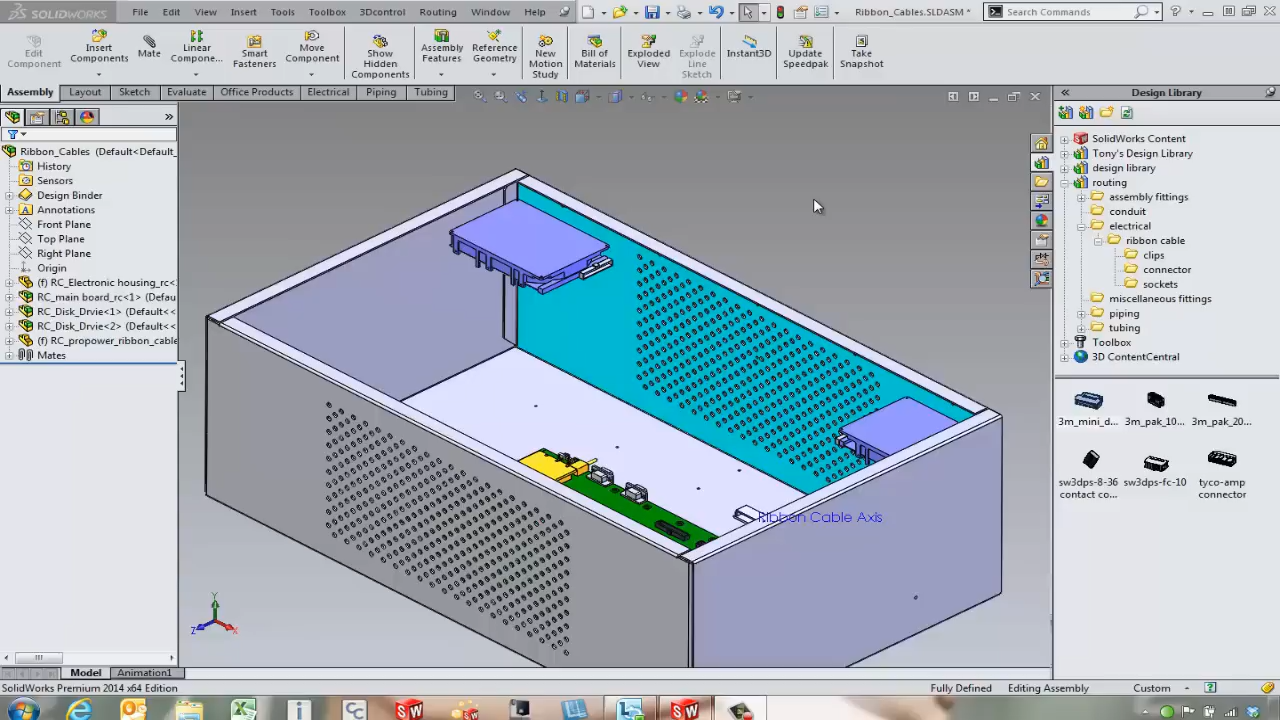 SOLIDWORKS File Edit View Insert Tools Toolbox 3Dcontrol Routing Window Help Ribbon_Cables.SLDASM * Search Commands
Edit Component
Insert Components
Mate
Linear Compone...
Smart Fasteners
Move Component
Show Hidden Components
Assembly Features
Reference Geometry
New Motion Study
Bill of Materials
Exploded View
Explode Line Sketch
Instant3D
Update Speedpak
Take Snapshot
Assembly Layout Sketch Evaluate Office Products Electrical Piping Tubing
Ribbon_Cables (Default<Default_
History
Sensors
Design Binder
Annotations
Front Plane
Top Plane
Right Plane
Origin
(f) RC_Electronic housing_rc<1
RC_main board_rc<1> (Defau
RC_Disk_Drvie<1> (Default<<
RC_Disk_Drvie<2> (Default<<
(f) RC_propower_ribbon_cable
Mates
Ribbon Cable Axis
Y
Z
X
Design Library
SolidWorks Content
Tony's Design Library
design library
routing
assembly fittings
conduit
electrical
ribbon cable
clips
connector
sockets
miscellaneous fittings
piping
tubing
Toolbox
3D ContentCentral
3m_mini_d... 3m_pak_10... 3m_pak_20...
sw3dps-8-36 contact co...
sw3dps-fc-10
tyco-amp connector
Model Animation1
SolidWorks Premium 2014 x64 Edition Fully Defined Editing Assembly Custom